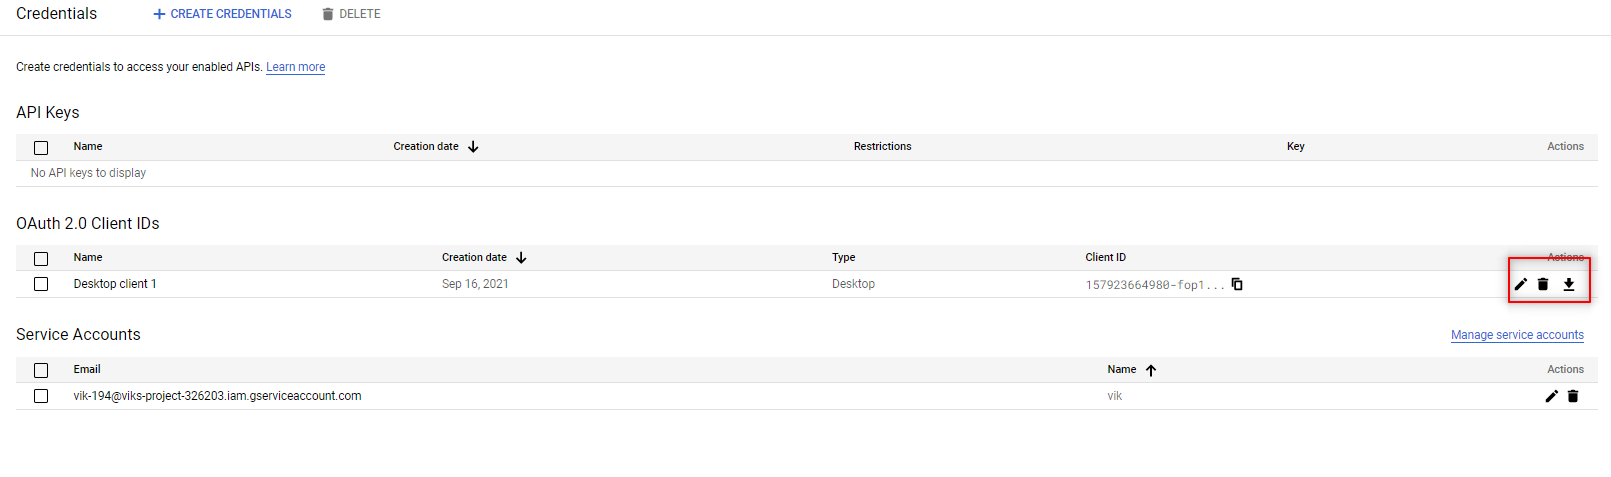 Credentials + CREATE CREDENTIALS DELETE
Create credentials to access your enabled APIs. Learn more
API Keys
Name Creation date Restrictions Key Actions
No API keys to display
OAuth 2.0 Client IDs
Name Creation date Type Client ID Actions
Desktop client 1 Sep 16, 2021 Desktop 157923664980-fop1...
Service Accounts Manage service accounts
Email Name Actions
vik-194@viks-project-326203.iam.gserviceaccount.com vik